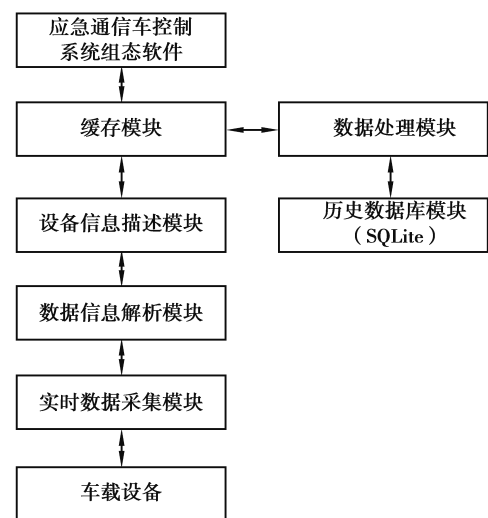 应急通信车控制
系统组态软件
缓存模块
数据处理模块
设备信息描述模块
历史数据库模块
（SQLite）
数据信息解析模块
实时数据采集模块
车载设备